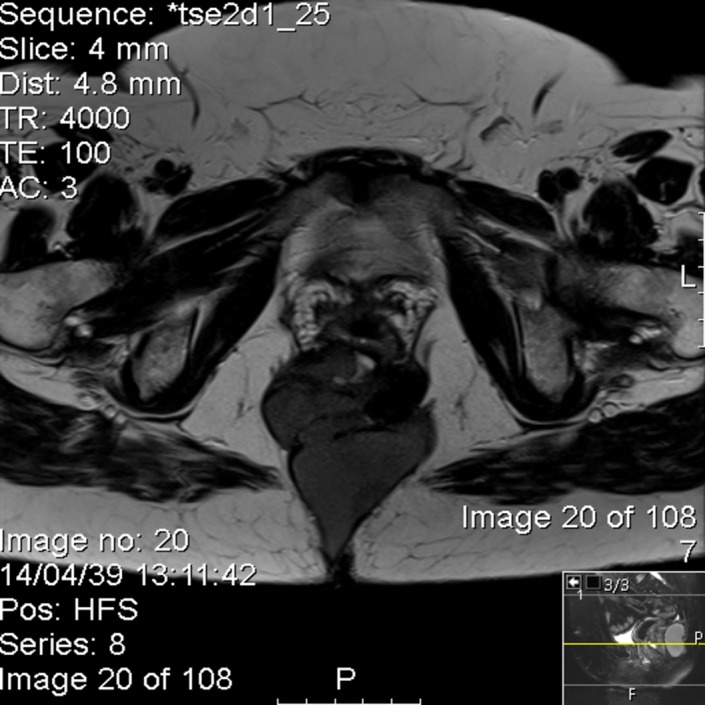 Sequence: *tse2d1_25
Slice: 4 mm
Dist: 4.8 mm
TR: 4000
TE: 100
AC: 3
L
Image 20 of 108
7
Image no: 20
14/04/39 13:11:42
Pos: HFS
Series: 8
Image 20 of 108
P
3/3
1
P
F